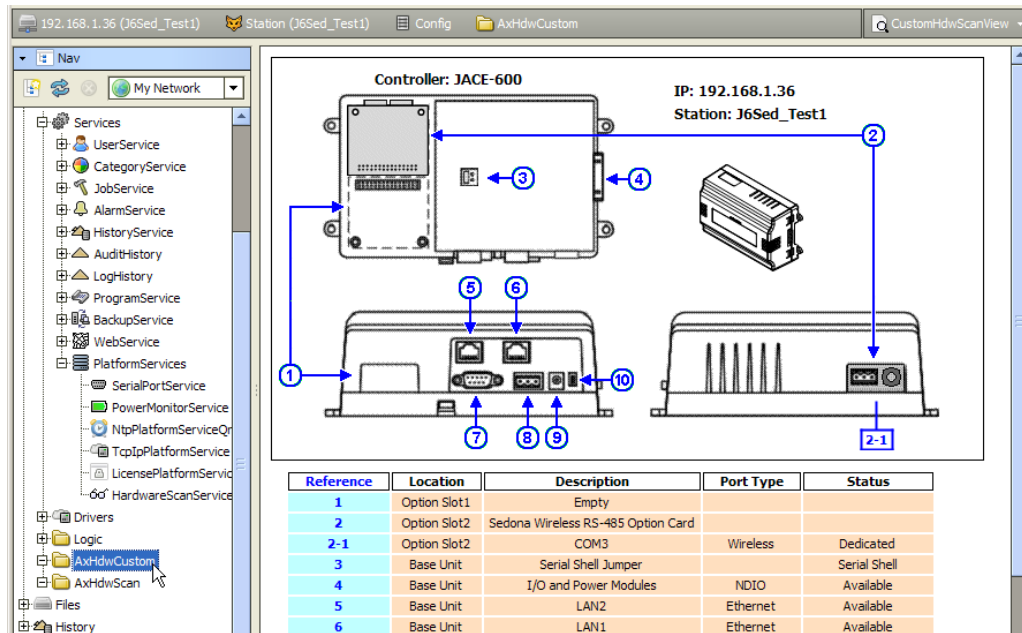 192.168.1.36 (J6Sed_Test1) Station (J6Sed_Test1) Config AxHdwCustom CustomHdwScanView
Nav
My Network
Services
UserService
CategoryService
JobService
AlarmService
HistoryService
AuditHistory
LogHistory
ProgramService
BackupService
WebService
PlatformServices
SerialPortService
PowerMonitorService
NtpPlatformServiceQr
TcpIpPlatformService
LicensePlatformServic
HardwareScanService
Drivers
Logic
AxHdwCustom
AxHdwScan
Files
History
Controller: JACE-600
IP: 192.168.1.36
Station: J6Sed_Test1
2
3
4
5
6
1
10
7
8
9
2-1
Reference Location Description Port Type Status
1 Option Slot1 Empty
2 Option Slot2 Sedona Wireless RS-485 Option Card
2-1 Option Slot2 COM3 Wireless Dedicated
3 Base Unit Serial Shell Jumper Serial Shell
4 Base Unit I/O and Power Modules NDIO Available
5 Base Unit LAN2 Ethernet Available
6 Base Unit LAN1 Ethernet Available